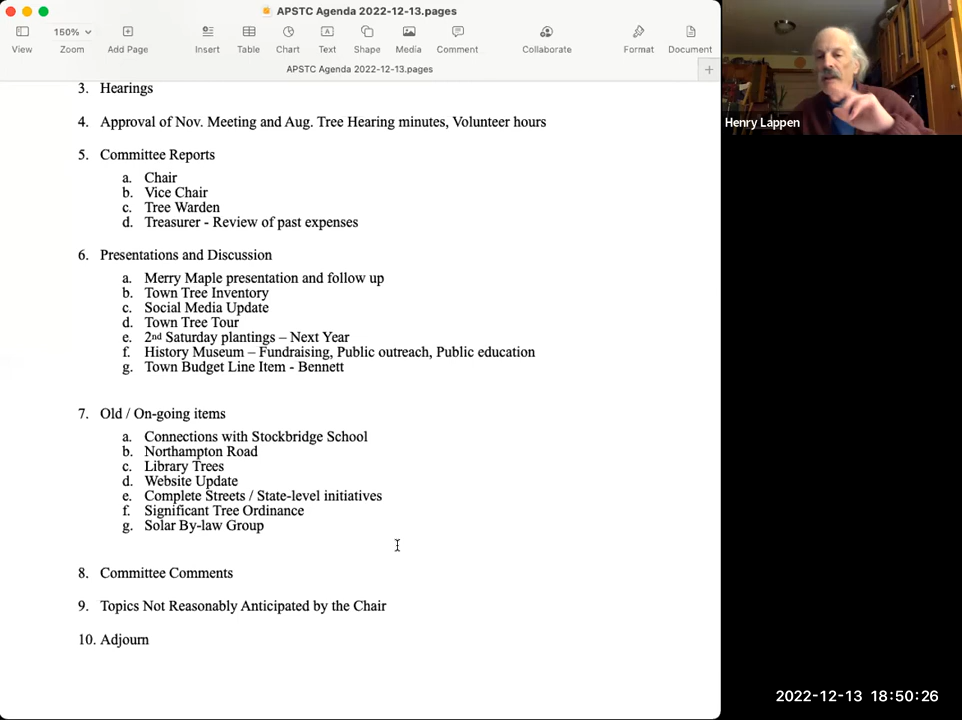 APSTC Agenda 2022-12-13.pages
150%
View
Zoom
Add Page
Insert
Table
Chart
Text
Shape
Media
Comment
Collaborate
Format
Document
APSTC Agenda 2022-12-13.pages
3. Hearings
4. Approval of Nov. Meeting and Aug. Tree Hearing minutes, Volunteer hours
5. Committee Reports
a. Chair
b. Vice Chair
c. Tree Warden
d. Treasurer - Review of past expenses
6. Presentations and Discussion
a. Merry Maple presentation and follow up
b. Town Tree Inventory
c. Social Media Update
d. Town Tree Tour
e. 2nd Saturday plantings – Next Year
f. History Museum – Fundraising, Public outreach, Public education
g. Town Budget Line Item - Bennett
7. Old / On-going items
a. Connections with Stockbridge School
b. Northampton Road
c. Library Trees
d. Website Update
e. Complete Streets / State-level initiatives
f. Significant Tree Ordinance
g. Solar By-law Group
8. Committee Comments
9. Topics Not Reasonably Anticipated by the Chair
10. Adjourn
Henry Lappen
2022-12-13 18:50:26